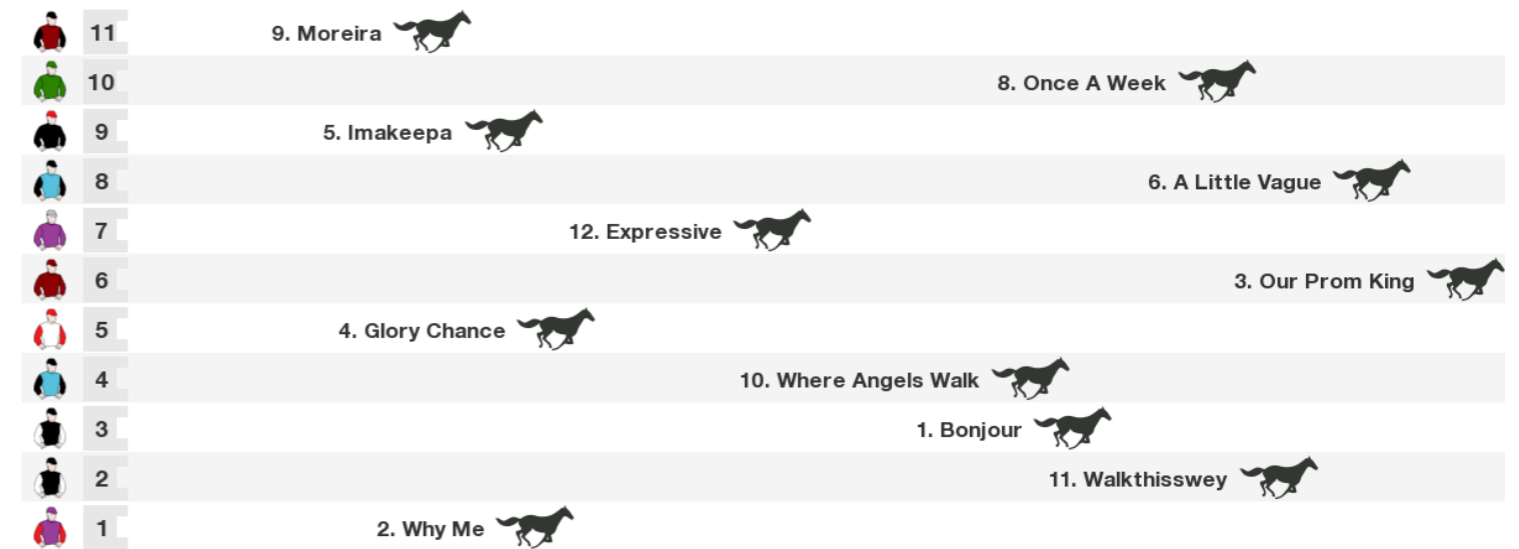 11 9. Moreira
10 8. Once A Week
9 5. Imakeepa
8 6. A Little Vague
7 12. Expressive
6 3. Our Prom King
5 4. Glory Chance
4 10. Where Angels Walk
3 1. Bonjour
2 11. Walkthisswey
1 2. Why Me